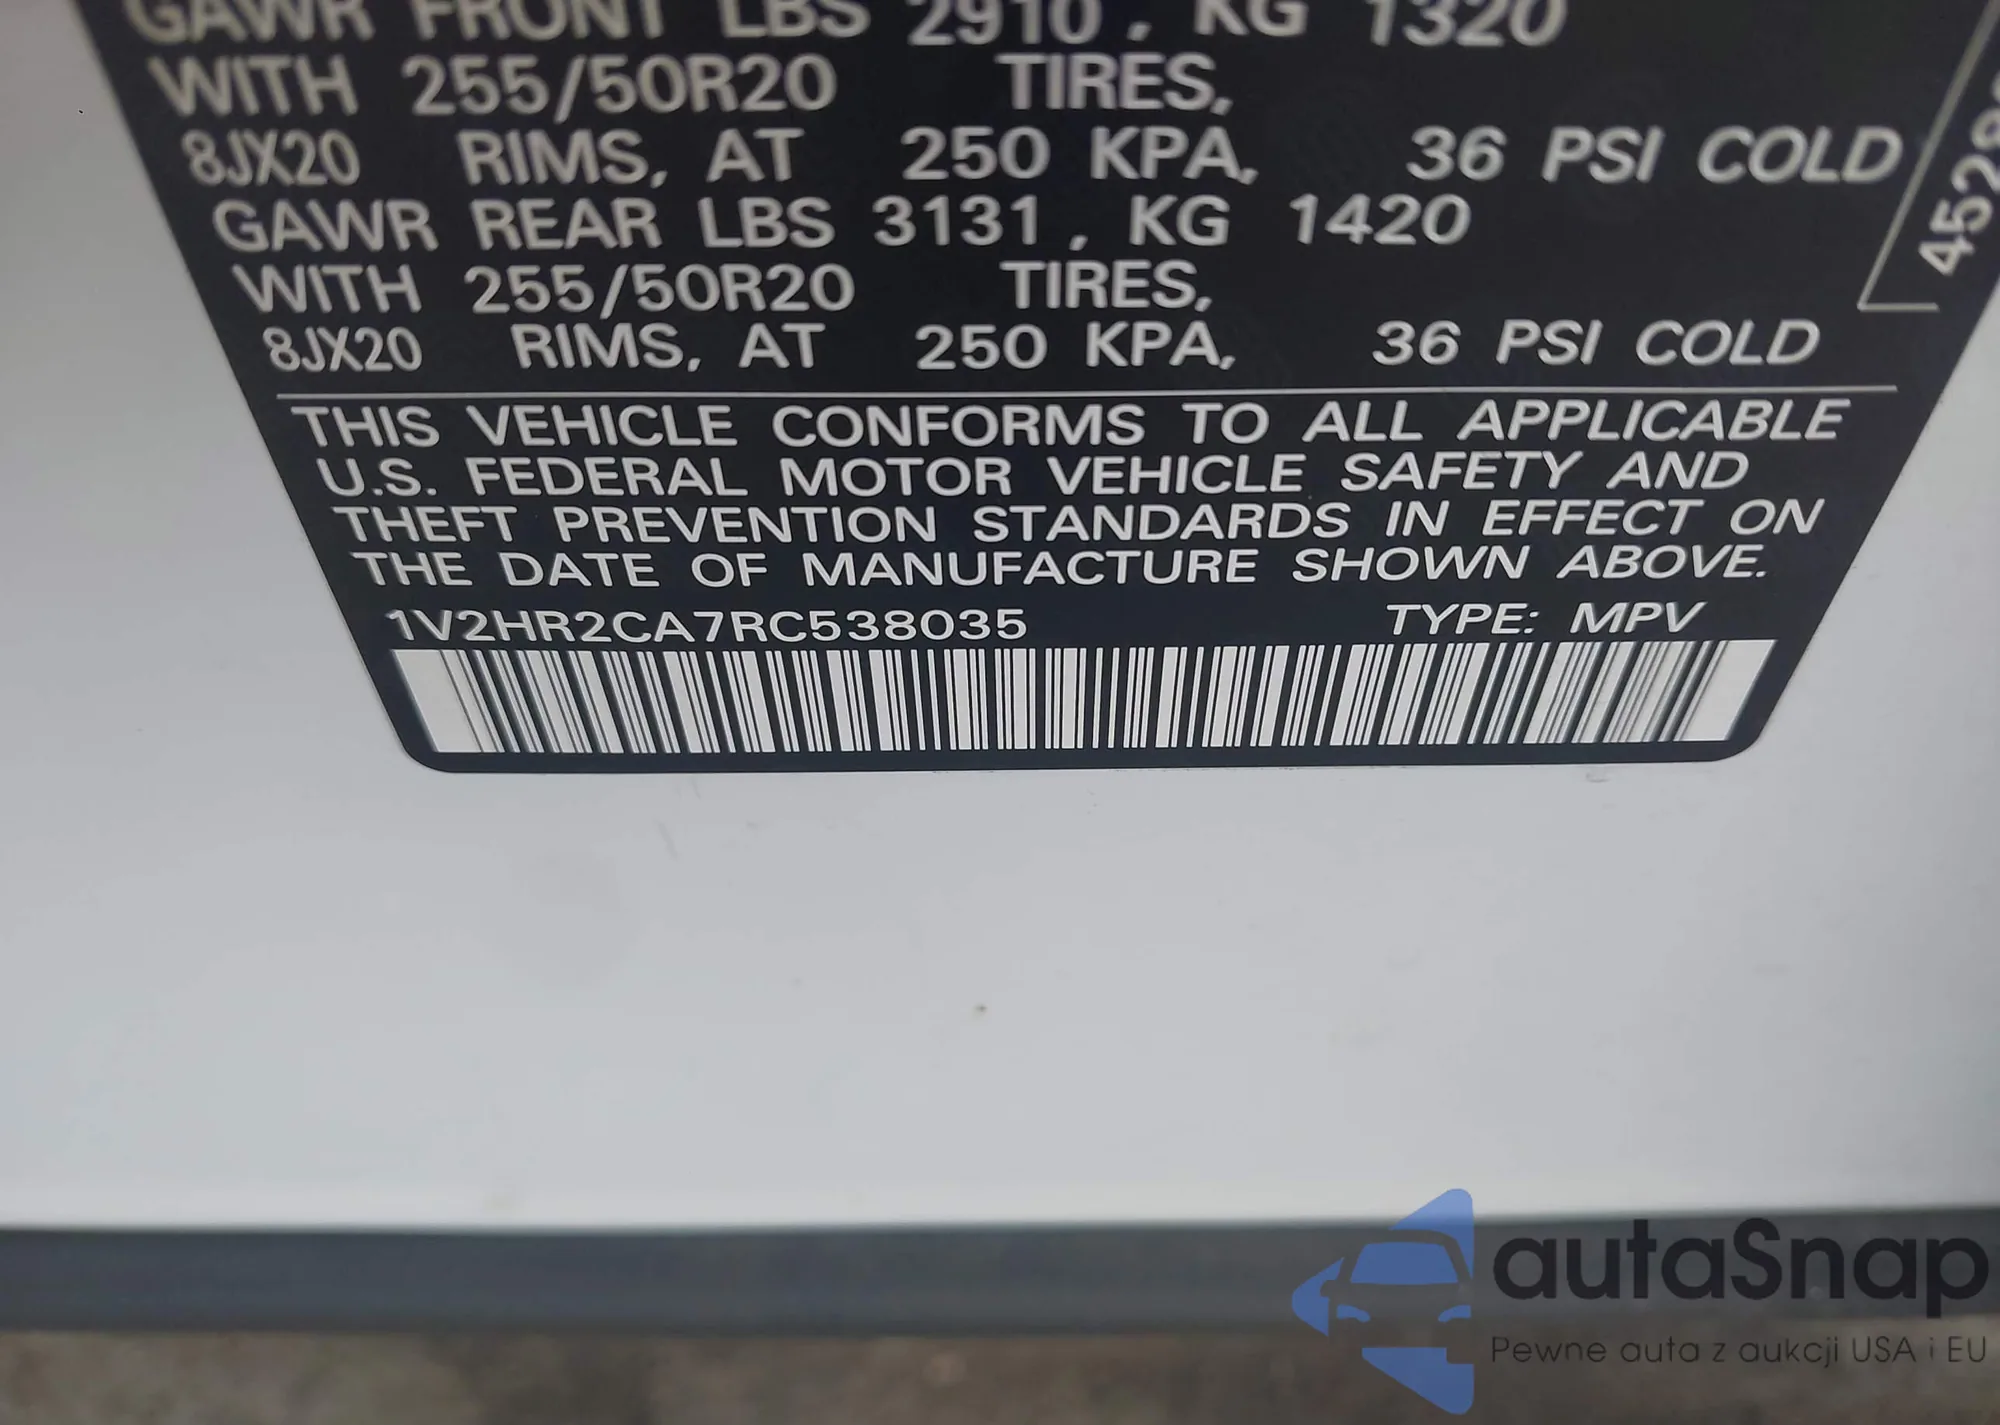 GAWR FRONT LBS 2910, KG 1320
WITH 255/50R20 TIRES,
8JX20 RIMS, AT 250 KPA, 36 PSI COLD
GAWR REAR LBS 3131, KG 1420
WITH 255/50R20 TIRES,
8JX20 RIMS, AT 250 KPA, 36 PSI COLD
THIS VEHICLE CONFORMS TO ALL APPLICABLE
U.S. FEDERAL MOTOR VEHICLE SAFETY AND
THEFT PREVENTION STANDARDS IN EFFECT ON
THE DATE OF MANUFACTURE SHOWN ABOVE.
1V2HR2CA7RC538035 TYPE: MPV
autaSnap
Pewne auta z aukcji USA i EU